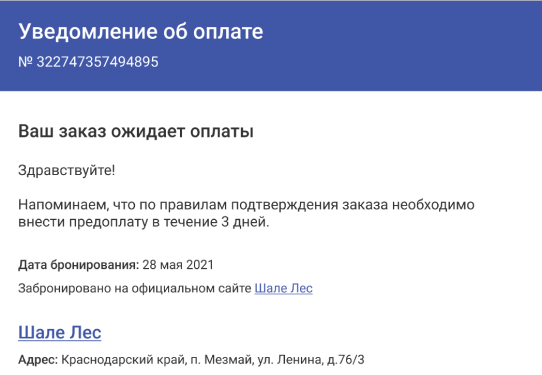 Уведомление об оплате
№ 322747357494895
Ваш заказ ожидает оплаты
Здравствуйте!
Напоминаем, что по правилам подтверждения заказа необходимо
внести предоплату в течение 3 дней.
Дата бронирования: 28 мая 2021
Забронировано на официальном сайте Шале Лес
Шале Лес
Адрес: Краснодарский край, п. Мезмай, ул. Ленина, д.76/3